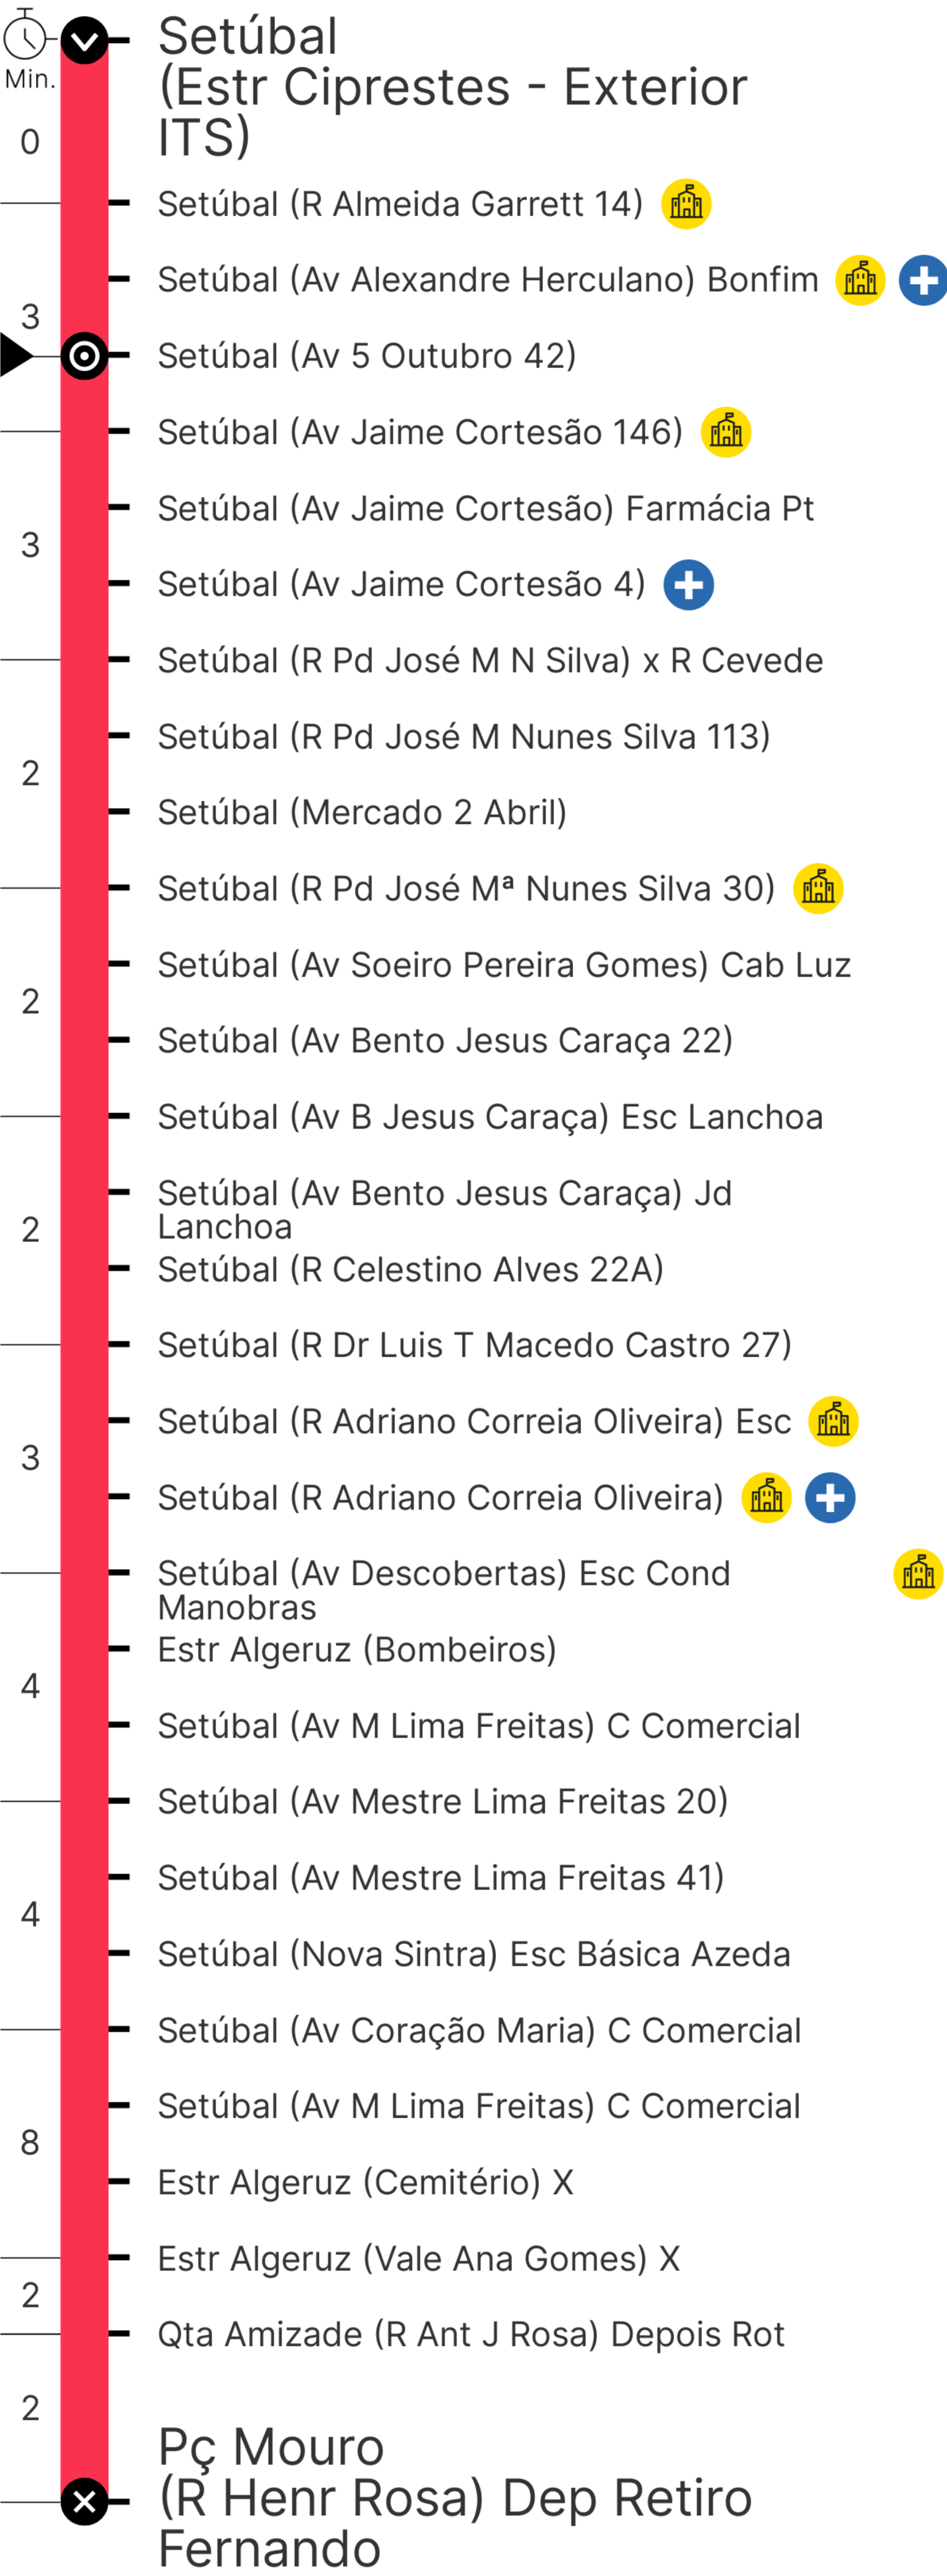 Setúbal
(Estr Ciprestes - Exterior
ITS)
Min.
0
Setúbal (R Almeida Garrett 14)
Setúbal (Av Alexandre Herculano) Bonfim
3
Setúbal (Av 5 Outubro 42)
Setúbal (Av Jaime Cortesão 146)
Setúbal (Av Jaime Cortesão) Farmácia Pt
3
Setúbal (Av Jaime Cortesão 4)
Setúbal (R Pd José M N Silva) x R Cevede
Setúbal (R Pd José M Nunes Silva 113)
2
Setúbal (Mercado 2 Abril)
Setúbal (R Pd José Mª Nunes Silva 30)
Setúbal (Av Soeiro Pereira Gomes) Cab Luz
2
Setúbal (Av Bento Jesus Caraça 22)
Setúbal (Av B Jesus Caraça) Esc Lanchoa
Setúbal (Av Bento Jesus Caraça) Jd
Lanchoa
2
Setúbal (R Celestino Alves 22A)
Setúbal (R Dr Luis T Macedo Castro 27)
Setúbal (R Adriano Correia Oliveira) Esc
3
Setúbal (R Adriano Correia Oliveira)
Setúbal (Av Descobertas) Esc Cond
Manobras
Estr Algeruz (Bombeiros)
4
Setúbal (Av M Lima Freitas) C Comercial
Setúbal (Av Mestre Lima Freitas 20)
Setúbal (Av Mestre Lima Freitas 41)
4
Setúbal (Nova Sintra) Esc Básica Azeda
Setúbal (Av Coração Maria) C Comercial
Setúbal (Av M Lima Freitas) C Comercial
8
Estr Algeruz (Cemitério) X
Estr Algeruz (Vale Ana Gomes) X
2
Qta Amizade (R Ant J Rosa) Depois Rot
2
Pç Mouro
(R Henr Rosa) Dep Retiro
Fernando